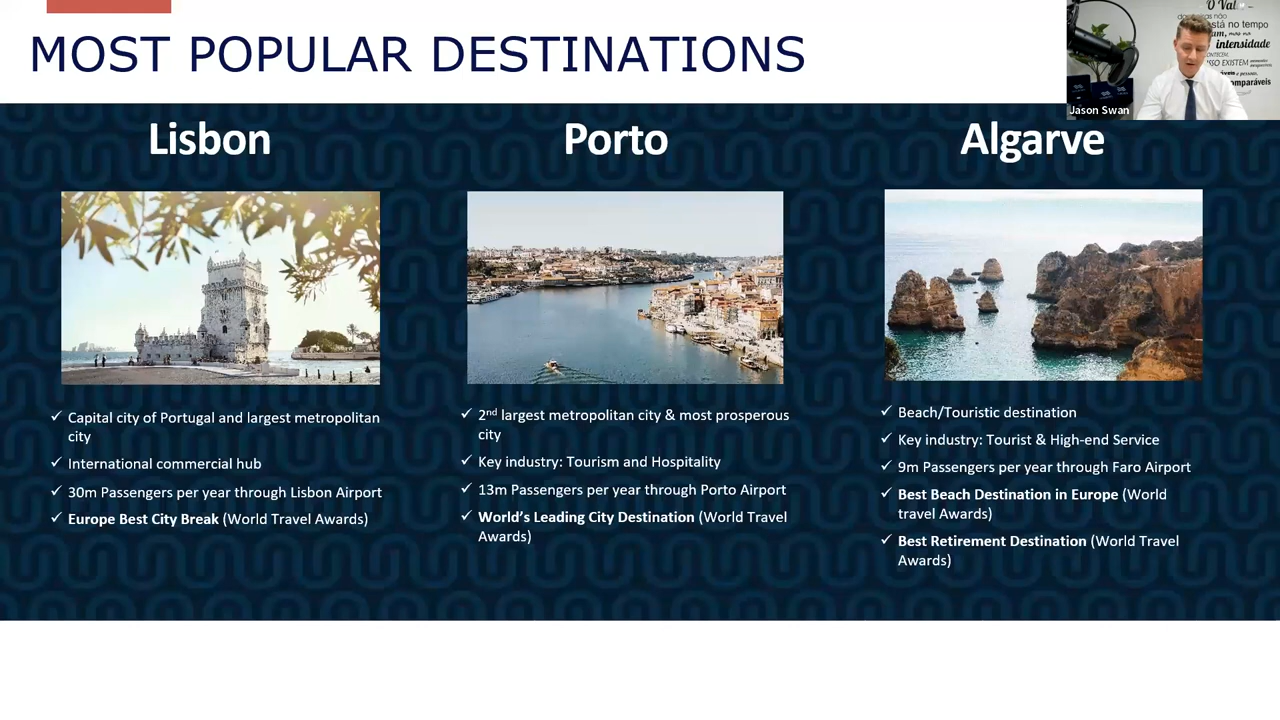 MOST POPULAR DESTINATIONS
O Val
está no tempo
intensidade
Jason Swan
Lisbon
Porto
Algarve
Capital city of Portugal and largest metropolitan
city
International commercial hub
30m Passengers per year through Lisbon Airport
Europe Best City Break (World Travel Awards)
2nd largest metropolitan city & most prosperous
city
Key industry: Tourism and Hospitality
13m Passengers per year through Porto Airport
World’s Leading City Destination (World Travel
Awards)
Beach/Touristic destination
Key industry: Tourist & High-end Service
9m Passengers per year through Faro Airport
Best Beach Destination in Europe (World
travel Awards)
Best Retirement Destination (World Travel
Awards)